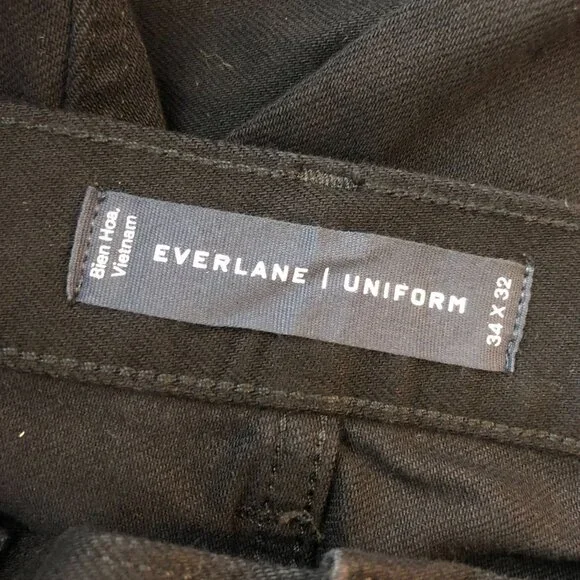 Bien Hoa,
Vietnam
EVERLANE | UNIFORM
34 X 32